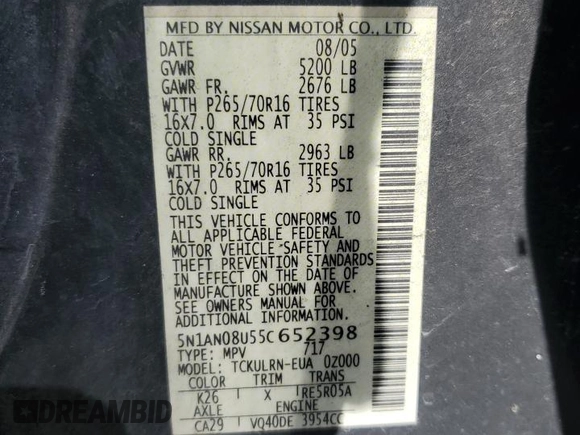 MFD BY NISSAN MOTOR CO., LTD.
DATE 08/05
GVWR 5200 LB
GAWR FR. 2676 LB
WITH P265/70R16 TIRES
16X7.0 RIMS AT 35 PSI
COLD SINGLE
GAWR RR. 2963 LB
WITH P265/70R16 TIRES
16X7.0 RIMS AT 35 PSI
COLD SINGLE
THIS VEHICLE CONFORMS TO
ALL APPLICABLE FEDERAL
MOTOR VEHICLE SAFETY AND
THEFT PREVENTION STANDARDS
IN EFFECT ON THE DATE OF
MANUFACTURE SHOWN ABOVE.
SEE OWNERS MANUAL FOR
ADDITIONAL INFORMATION.
5N1AN08U55C652398
TYPE: MPV 717
MODEL: TCKULRN-EUA 0Z000
COLOR TRIM TRANS
K26 X RE5R05A
AXLE ENGINE
CA29 VQ40DE 3954CC
DREAMBID